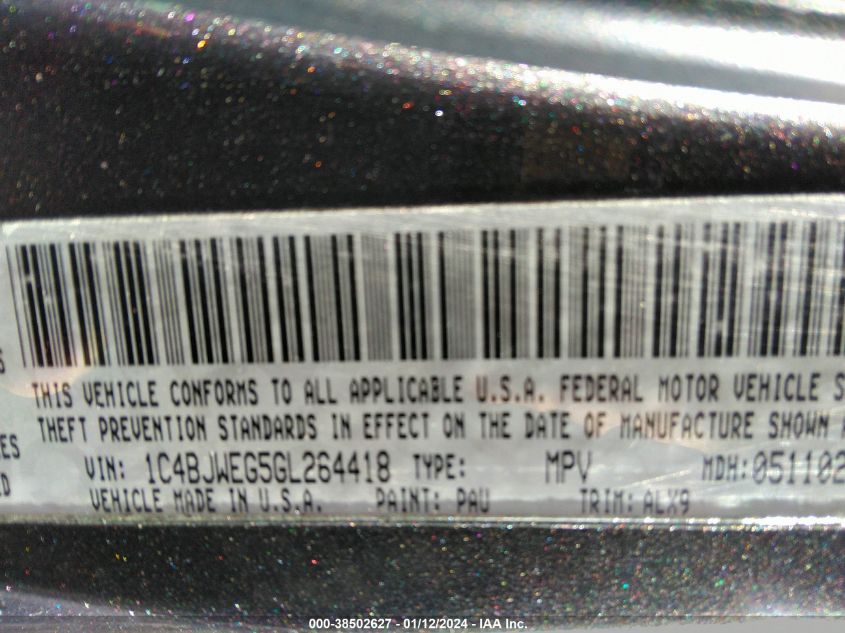 THIS VEHICLE CONFORMS TO ALL APPLICABLE U.S.A. FEDERAL MOTOR VEHICLE S
THEFT PREVENTION STANDARDS IN EFFECT ON THE DATE OF MANUFACTURE SHOWN
VIN: 1C4BJWEG5GL264418 TYPE: MPV MDH: 051102
VEHICLE MADE IN U.S.A. PAINT: PAU TRIM: ALX9
000-38502627 - 01/12/2024 - IAA Inc.